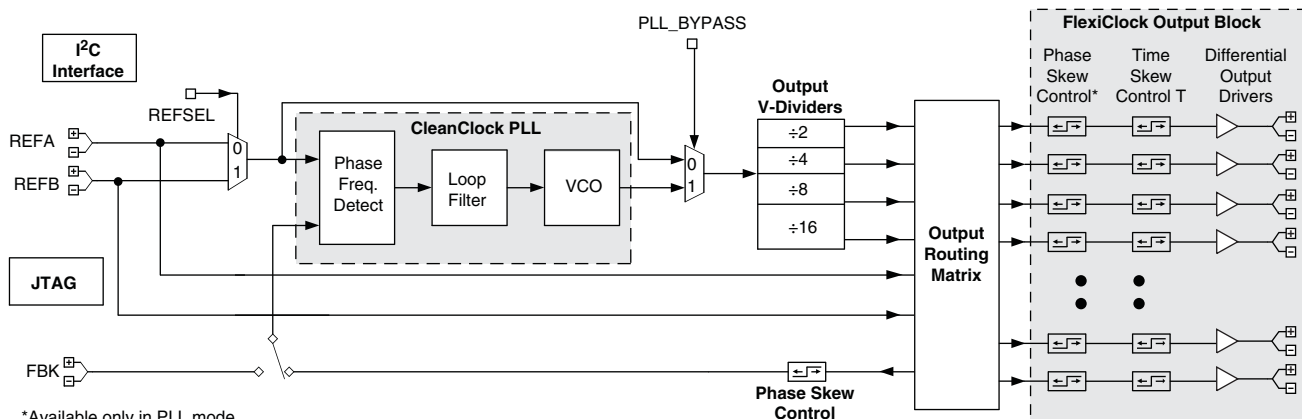 I²C
Interface
REFSEL
REFA
+
−
REFB
+
−
0
1
CleanClock PLL
Phase
Freq.
Detect
Loop
Filter
VCO
PLL_BYPASS
0
1
Output
V-Dividers
÷2
÷4
÷8
÷16
Output
Routing
Matrix
FlexiClock Output Block
Phase
Skew
Control*
Time
Skew
Control T
Differential
Output
Drivers
+
−
+
−
+
−
+
−
+
−
+
−
JTAG
FBK
+
−
Phase Skew
Control
*Available only in PLL mode